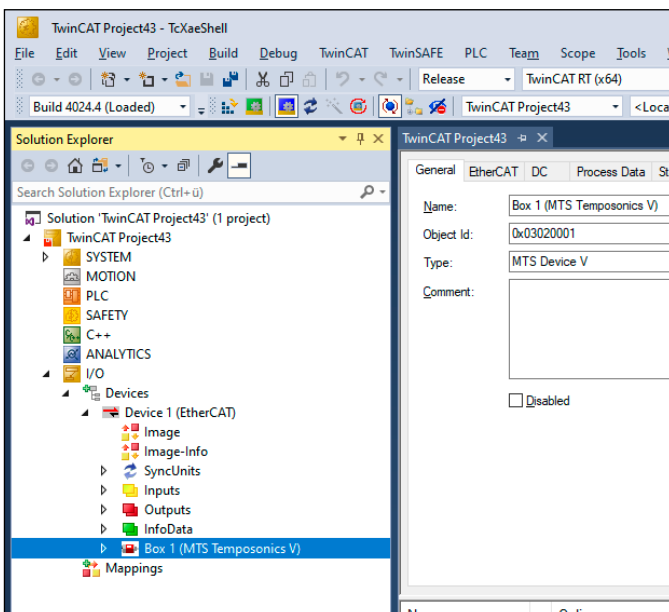 TwinCAT Project43 - TcXaeShell
File Edit View Project Build Debug TwinCAT TwinSAFE PLC Team Scope Tools
Release TwinCAT RT (x64)
Build 4024.4 (Loaded) TwinCAT Project43 <Loca
Solution Explorer
Search Solution Explorer (Ctrl+ü)
Solution 'TwinCAT Project43' (1 project)
TwinCAT Project43
SYSTEM
MOTION
PLC
SAFETY
C++
ANALYTICS
I/O
Devices
Device 1 (EtherCAT)
Image
Image-Info
SyncUnits
Inputs
Outputs
InfoData
Box 1 (MTS Temposonics V)
Mappings
TwinCAT Project43
General EtherCAT DC Process Data St
Name: Box 1 (MTS Temposonics V)
Object Id: 0x03020001
Type: MTS Device V
Comment:
Disabled